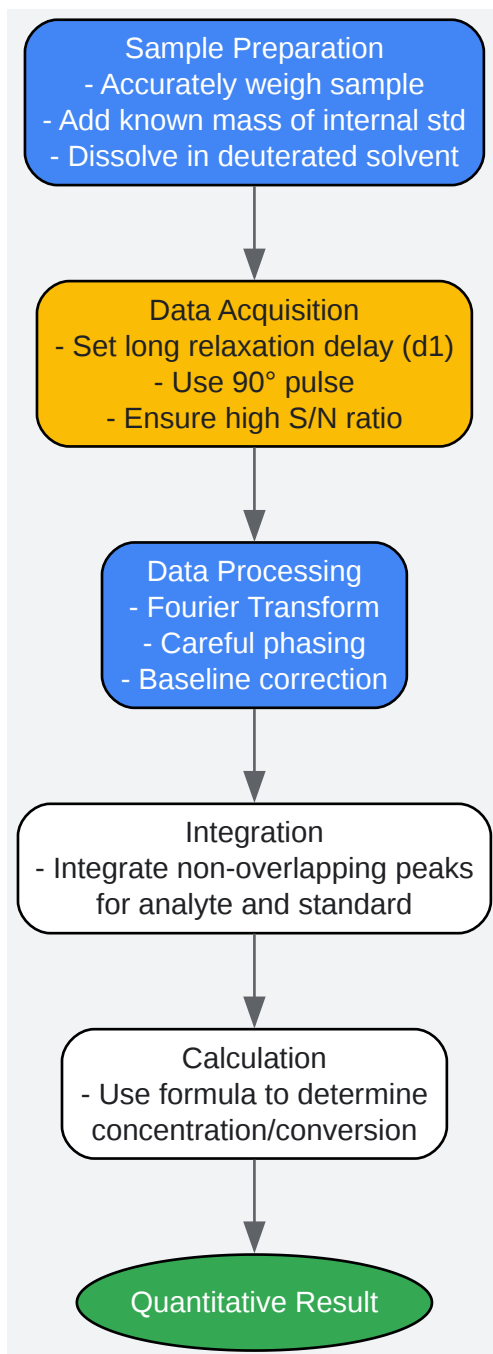 Sample Preparation
- Accurately weigh sample
- Add known mass of internal std
- Dissolve in deuterated solvent
Data Acquisition
- Set long relaxation delay (d1)
- Use 90° pulse
- Ensure high S/N ratio
Data Processing
- Fourier Transform
- Careful phasing
- Baseline correction
Integration
- Integrate non-overlapping peaks
for analyte and standard
Calculation
- Use formula to determine
concentration/conversion
Quantitative Result